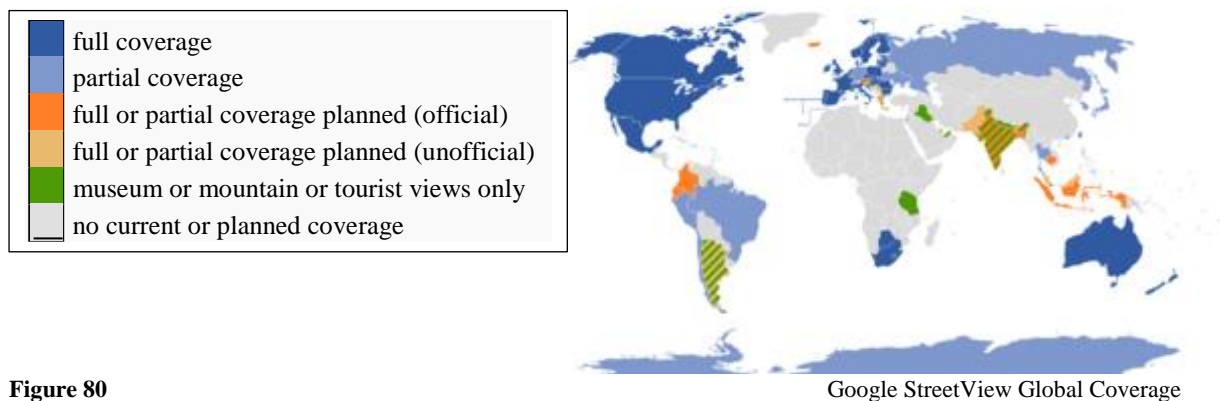 full coverage
partial coverage
full or partial coverage planned (official)
full or partial coverage planned (unofficial)
museum or mountain or tourist views only
no current or planned coverage
Figure 80
Google StreetView Global Coverage